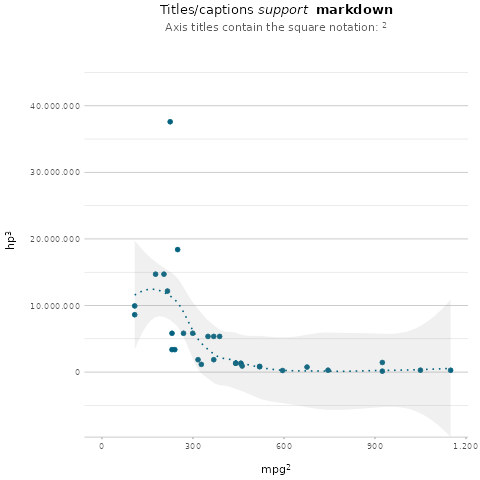 Titles/captions support markdown
Axis titles contain the square notation: ²
40.000.000
30.000.000
20.000.000
10.000.000
0
hp³
0 300 600 900 1.200
mpg²